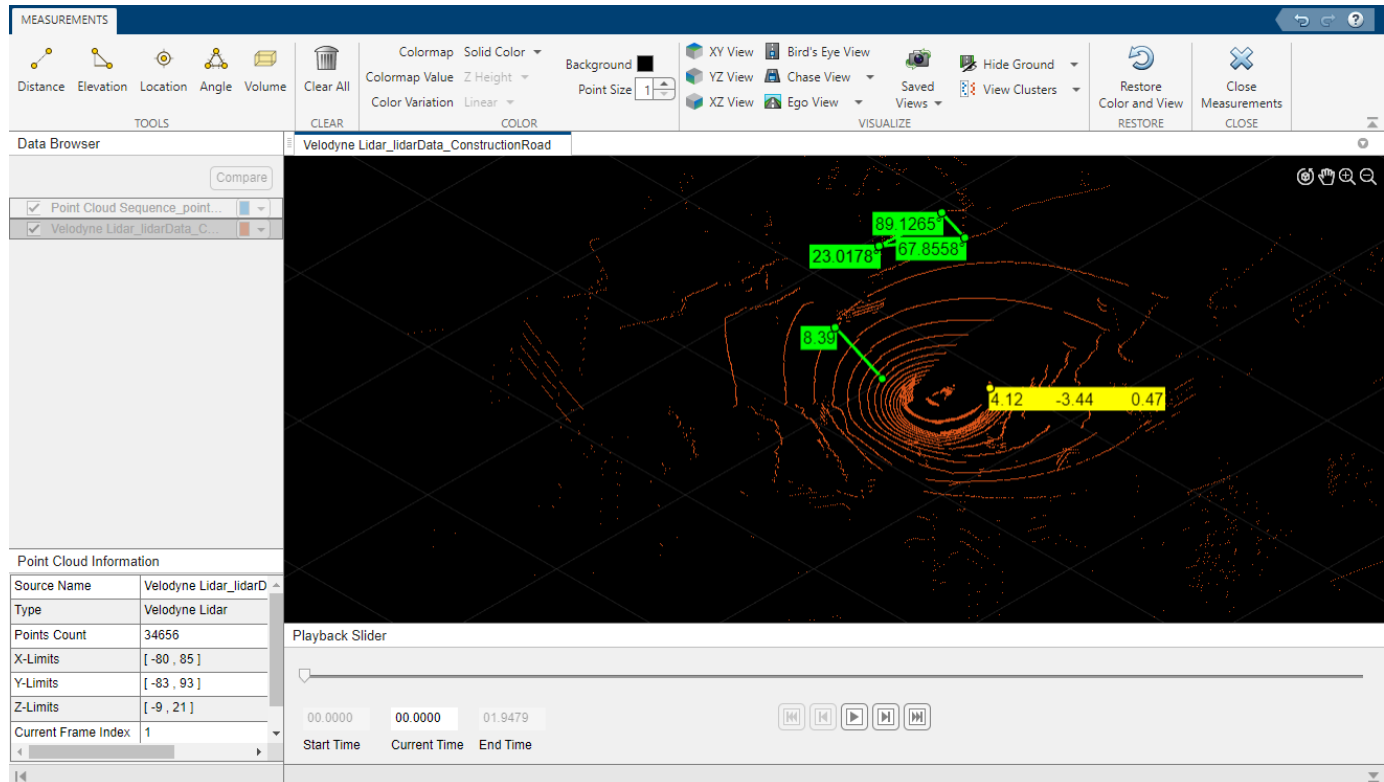 MEASUREMENTS
?
Distance Elevation Location Angle Volume
TOOLS
Clear All
CLEAR
Colormap Solid Color
Colormap Value Z Height
Color Variation Linear
Background
Point Size 1
COLOR
XY View
YZ View
XZ View
Bird's Eye View
Chase View
Ego View
Saved
Views
Hide Ground
View Clusters
VISUALIZE
Restore
Color and View
RESTORE
Close
Measurements
CLOSE
Data Browser
Compare
Point Cloud Sequence_point...
Velodyne Lidar_lidarData_C...
Velodyne Lidar_lidarData_ConstructionRoad
89.1265°
23.0178°
67.8558°
8.39
4.12 -3.44 0.47
Point Cloud Information
Source Name Velodyne Lidar_lidarD
Type Velodyne Lidar
Points Count 34656
X-Limits [ -80 , 85 ]
Y-Limits [ -83 , 93 ]
Z-Limits [ -9 , 21 ]
Current Frame Index 1
Playback Slider
00.0000 00.0000 01.9479
Start Time Current Time End Time